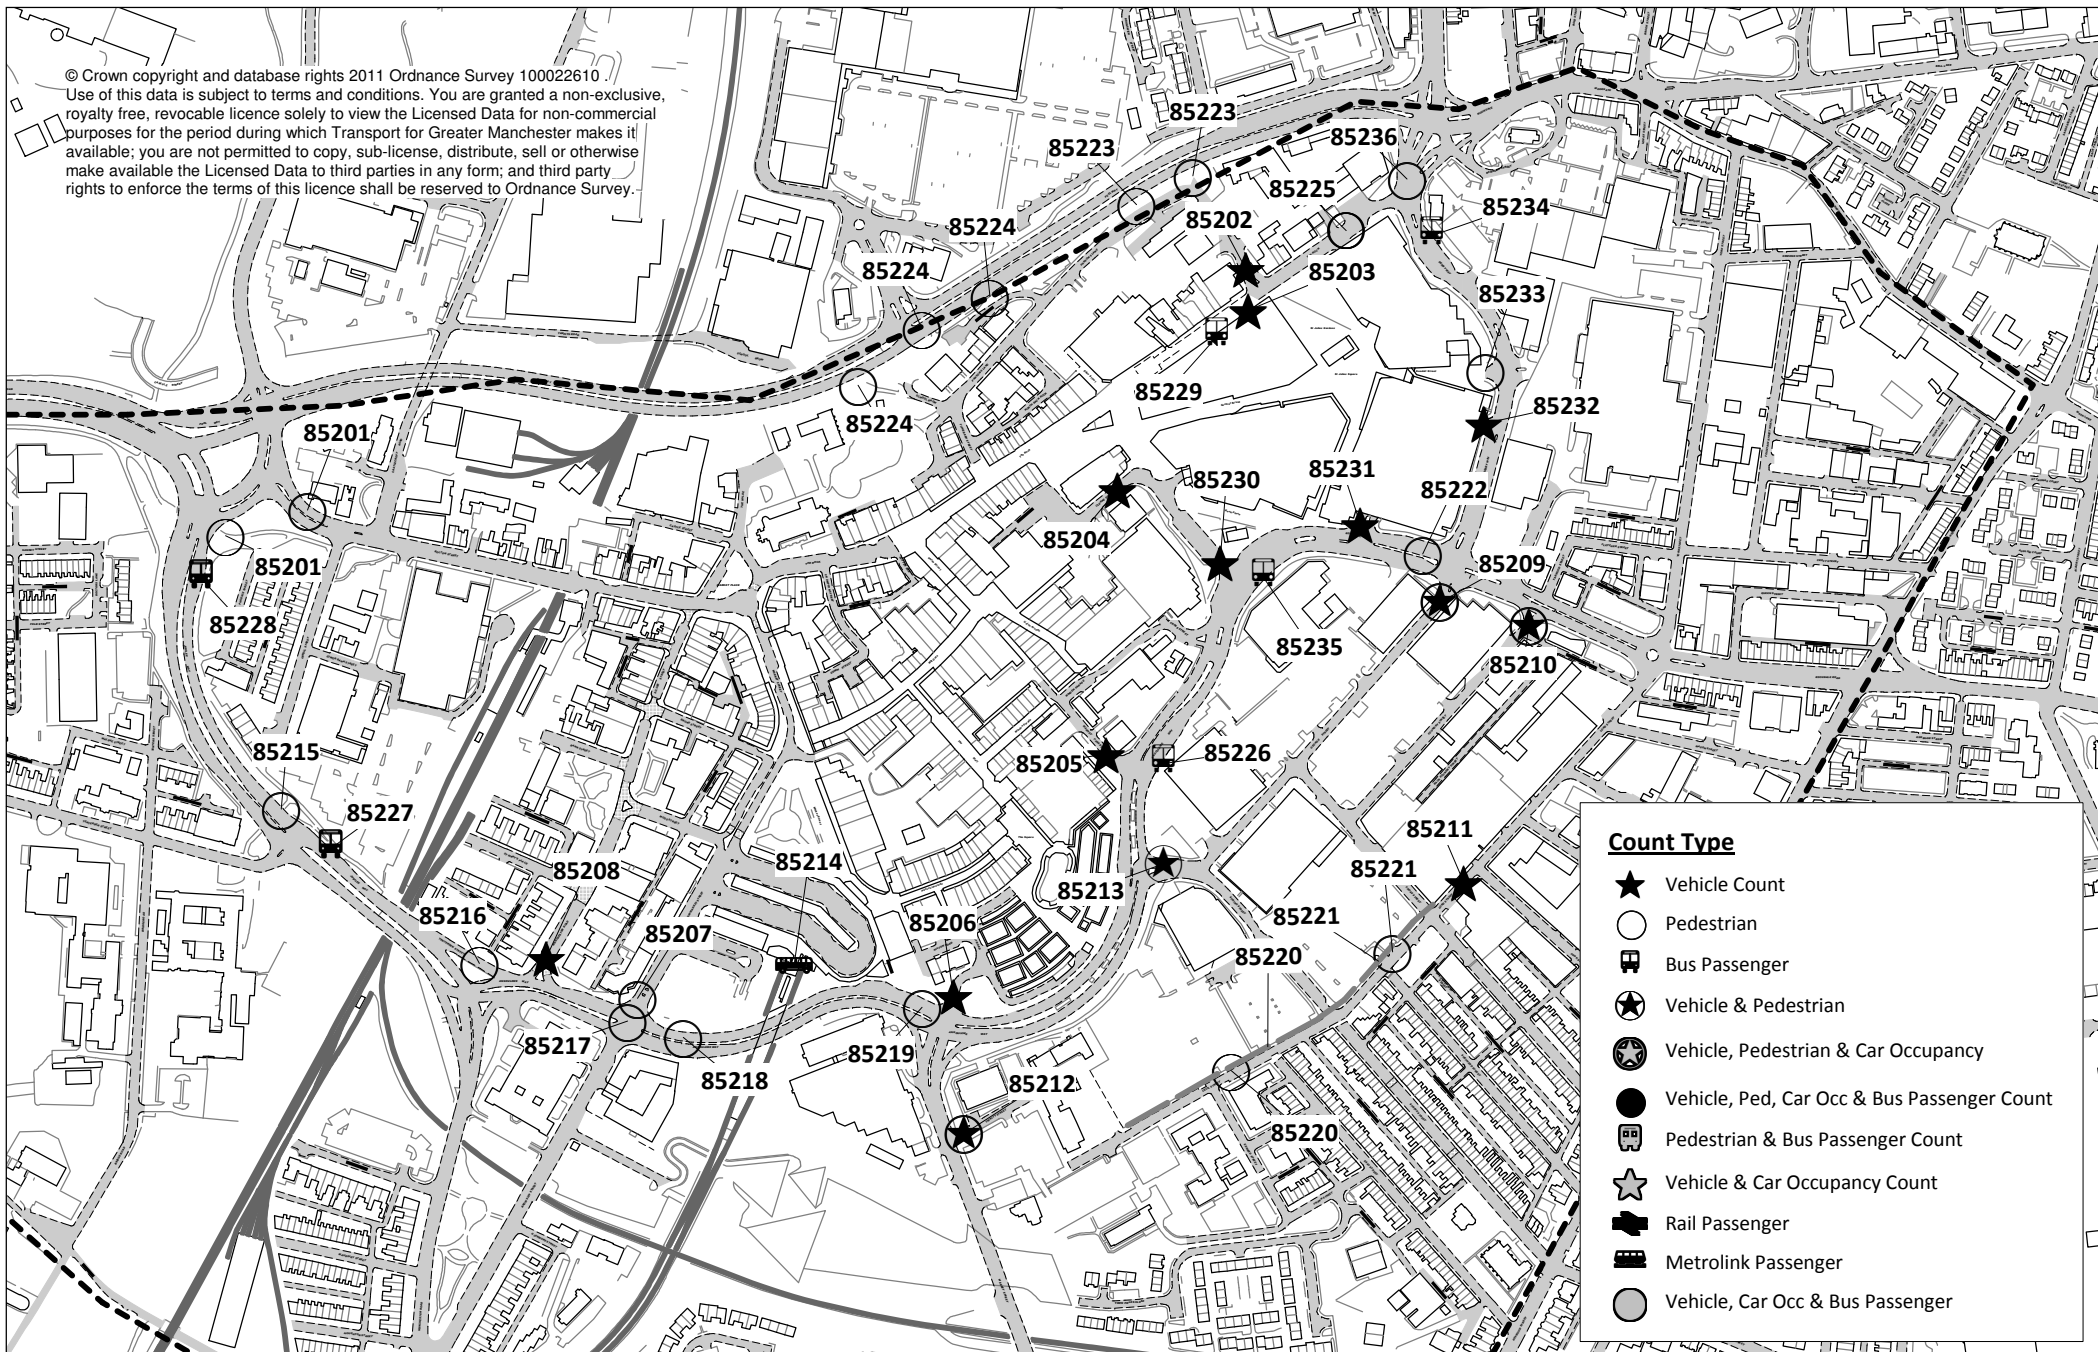 © Crown copyright and database rights 2011 Ordnance Survey 100022610 .
Use of this data is subject to terms and conditions. You are granted a non-exclusive,
royalty free, revocable licence solely to view the Licensed Data for non-commercial
purposes for the period during which Transport for Greater Manchester makes it
available; you are not permitted to copy, sub-license, distribute, sell or otherwise
make available the Licensed Data to third parties in any form; and third party
rights to enforce the terms of this licence shall be reserved to Ordnance Survey.
85223
85223
85236
85225
85234
85202
85224
85224
85203
85233
85229
85232
85224
85201
85231
85230
85222
85204
85209
85201
85228
85235
85210
85215
85226
85205
85227
85211
85208
85214
85221
85213
85216
85206
85221
85207
85220
85217
85219
85218
85212
85220
Count Type
Vehicle Count
Pedestrian
Bus Passenger
Vehicle & Pedestrian
Vehicle, Pedestrian & Car Occupancy
Vehicle, Ped, Car Occ & Bus Passenger Count
Pedestrian & Bus Passenger Count
Vehicle & Car Occupancy Count
Rail Passenger
Metrolink Passenger
Vehicle, Car Occ & Bus Passenger